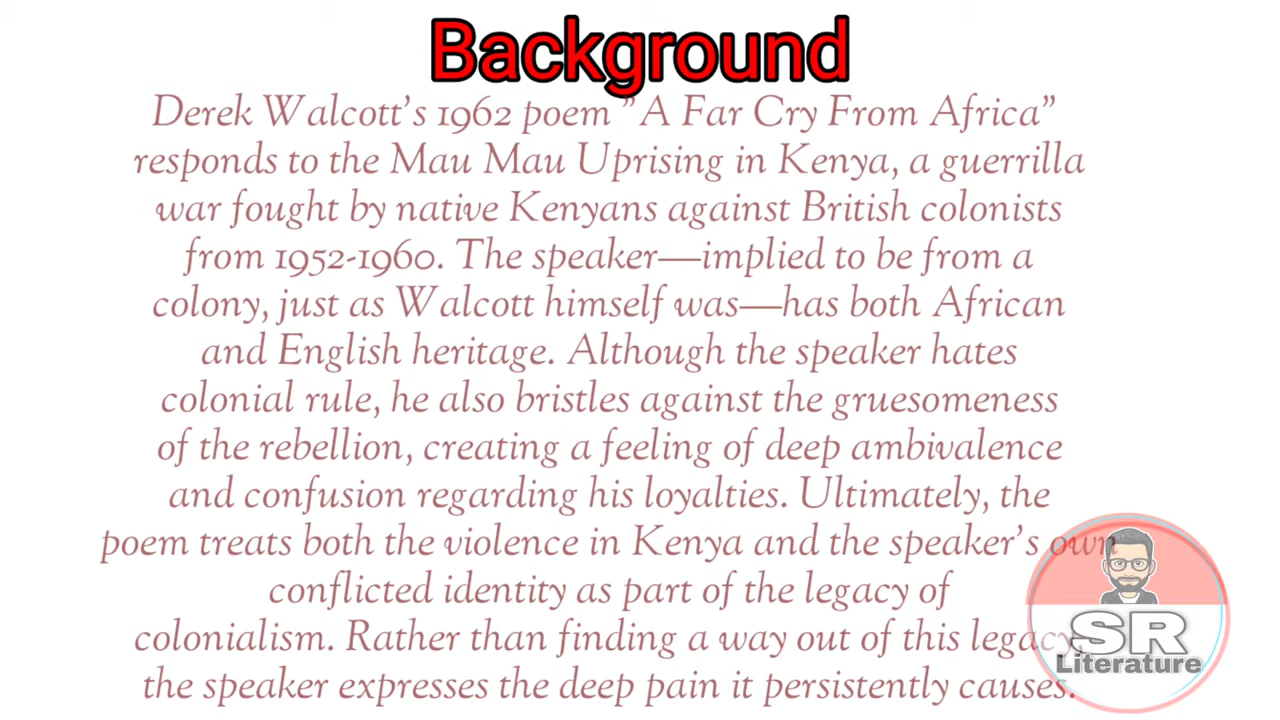 Background
Derek Walcott’s 1962 poem ”A Far Cry From Africa”
responds to the Mau Mau Uprising in Kenya, a guerrilla
war fought by native Kenyans against British colonists
from 1952-1960. The speaker—implied to be from a
colony, just as Walcott himself was—has both African
and English heritage. Although the speaker hates
colonial rule, he also bristles against the gruesomeness
of the rebellion, creating a feeling of deep ambivalence
and confusion regarding his loyalties. Ultimately, the
poem treats both the violence in Kenya and the speaker’s own
conflicted identity as part of the legacy of
colonialism. Rather than finding a way out of this legacy,
the speaker expresses the deep pain it persistently causes.
SR
Literature